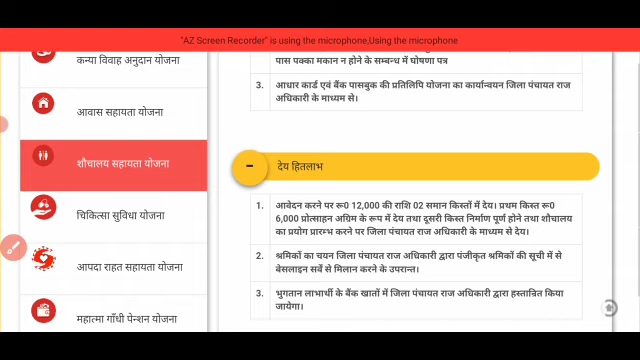 "AZ Screen Recorder" is using the microphone,Using the microphone
कन्या विवाह अनुदान योजना
आवास सहायता योजना
शौचालय सहायता योजना
चिकित्सा सुविधा योजना
आपदा राहत सहायता योजना
महात्मा गाँधी पेन्शन योजना
पास पक्का मकान न होने के सम्बन्ध में घोषणा पत्र
3. आधार कार्ड एवं बैंक पासबुक की प्रतिलिपि योजना का कार्यान्वयन जिला पंचायत राज
अधिकारी के माध्यम से।
देय हितलाभ
1. आवेदन करने पर रू0 12,000 की राशि 02 समान किस्तों में देय। प्रथम किस्त रू0
6,000 प्रोत्साहन अग्रिम के रूप में देय तथा दूसरी किस्त निर्माण पूर्ण होने तथा शौचालय
का प्रयोग प्रारम्भ करने पर जिला पंचायत राज अधिकारी के माध्यम से देय।
2. श्रमिकों का चयन जिला पंचायत राज अधिकारी द्वारा पंजीकृत श्रमिकों की सूची में से
बेसलाइन सर्वे से मिलान करने के उपरान्त।
3. भुगतान लाभार्थी के बैंक खातों में जिला पंचायत राज अधिकारी द्वारा हस्तान्रित किया
जायेगा।